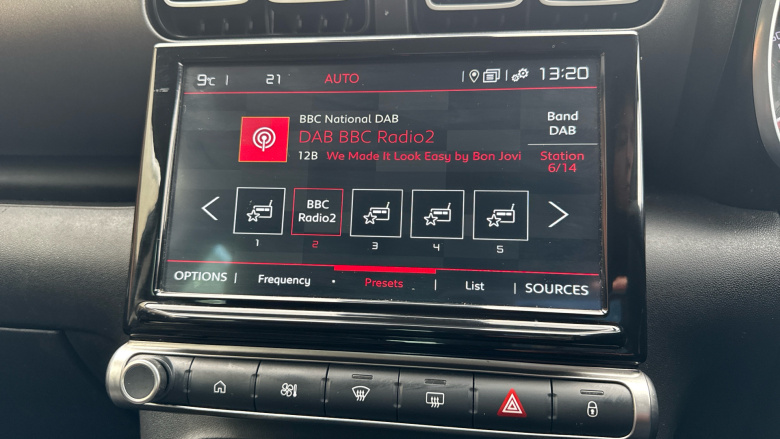 9°C | 21 AUTO | 13:20
BBC National DAB
DAB BBC Radio2
12B We Made It Look Easy by Bon Jovi
Band
DAB
Station
6/14
BBC
Radio2
1 2 3 4 5
OPTIONS | Frequency · Presets | List | SOURCES